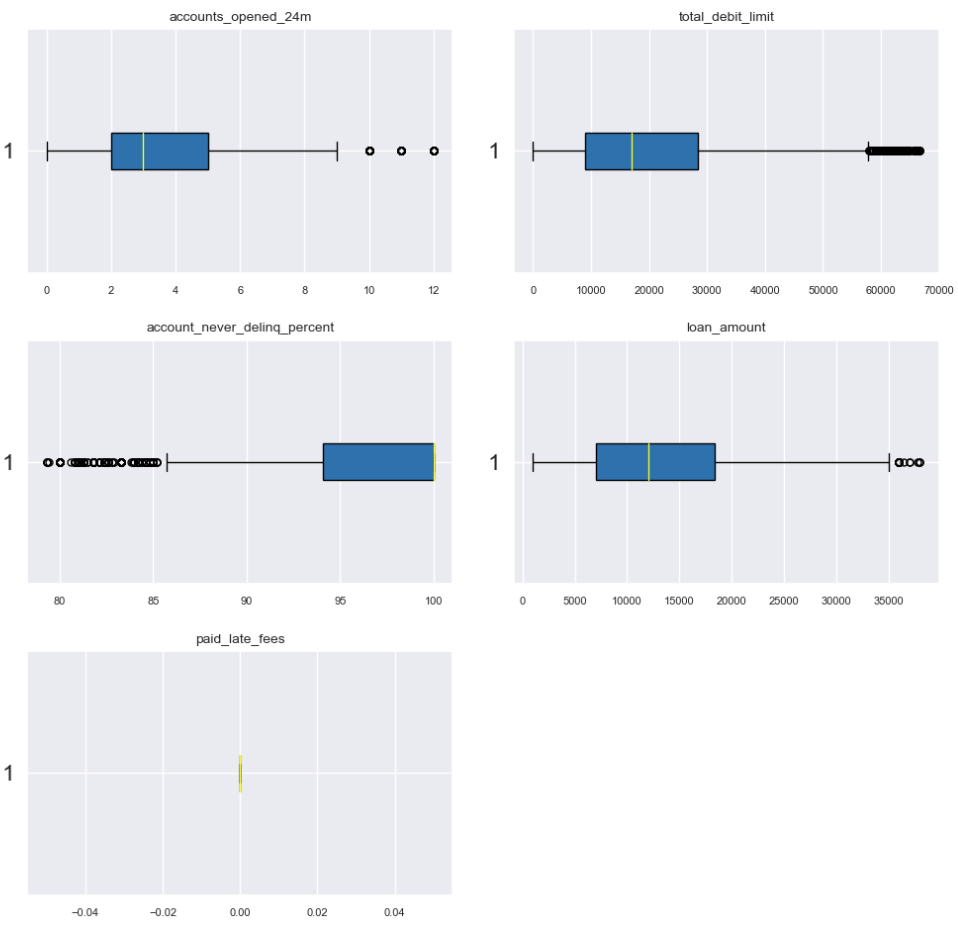 accounts_opened_24m
1
0 2 4 6 8 10 12
total_debit_limit
1
0 10000 20000 30000 40000 50000 60000 70000
account_never_delinq_percent
1
80 85 90 95 100
loan_amount
1
0 5000 10000 15000 20000 25000 30000 35000
paid_late_fees
1
−0.04 −0.02 0.00 0.02 0.04